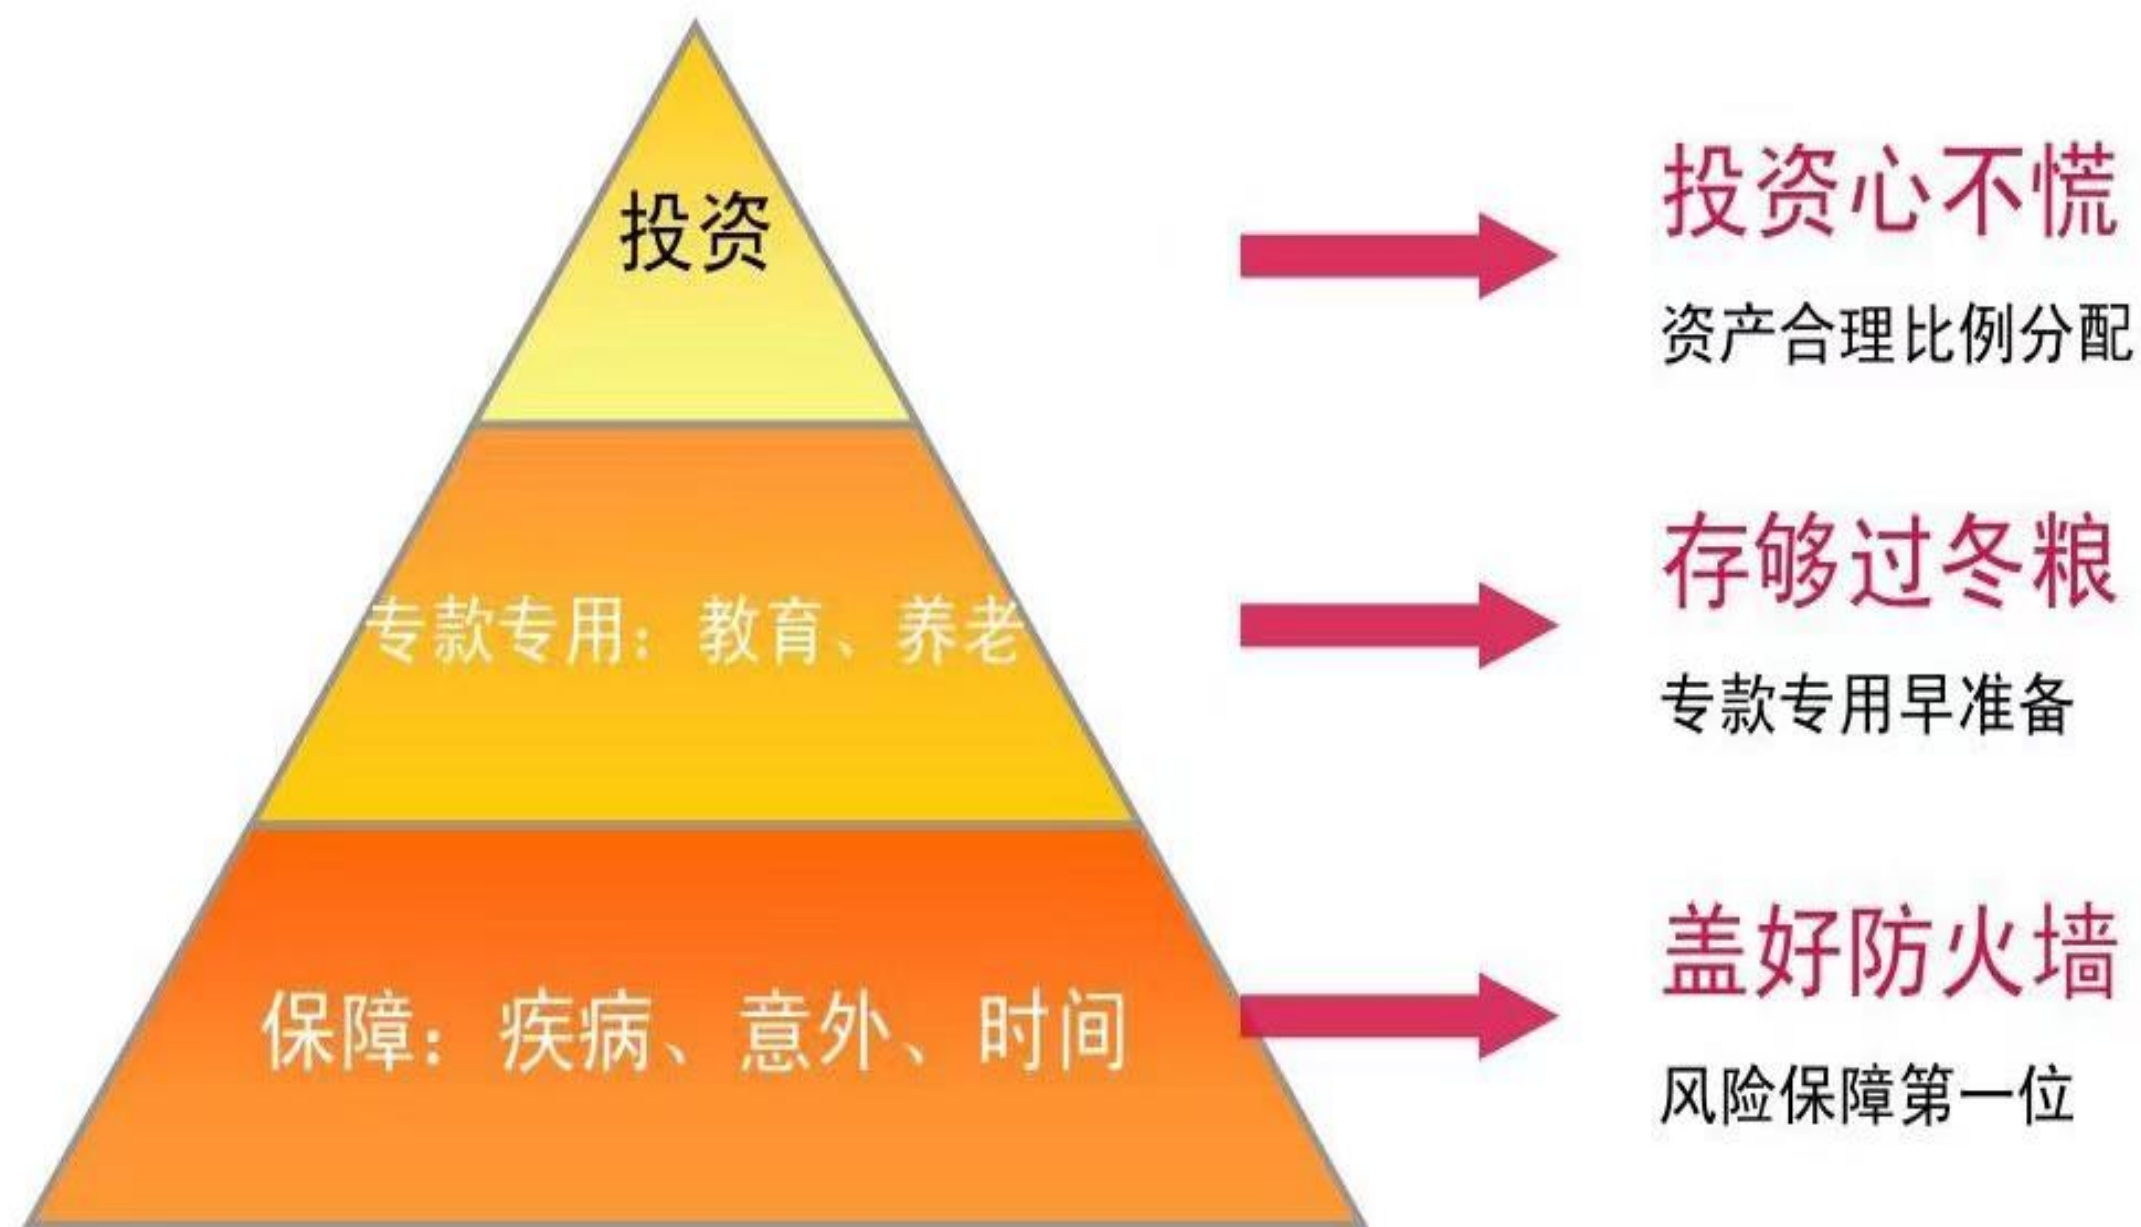 投资
投资心不慌
资产合理比例分配
专款专用：教育、养老
存够过冬粮
专款专用早准备
保障：疾病、意外、时间
盖好防火墙
风险保障第一位